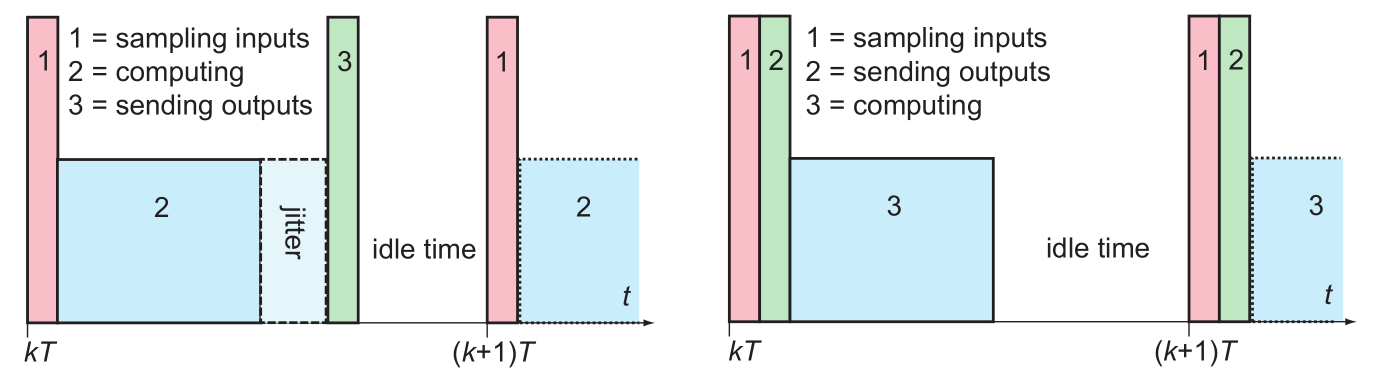 1
1 = sampling inputs
2 = computing
3 = sending outputs
3
1
2
jitter
idle time
2
t
kT
(k+1)T
1
2
1 = sampling inputs
2 = sending outputs
3 = computing
1
2
3
idle time
3
t
kT
(k+1)T